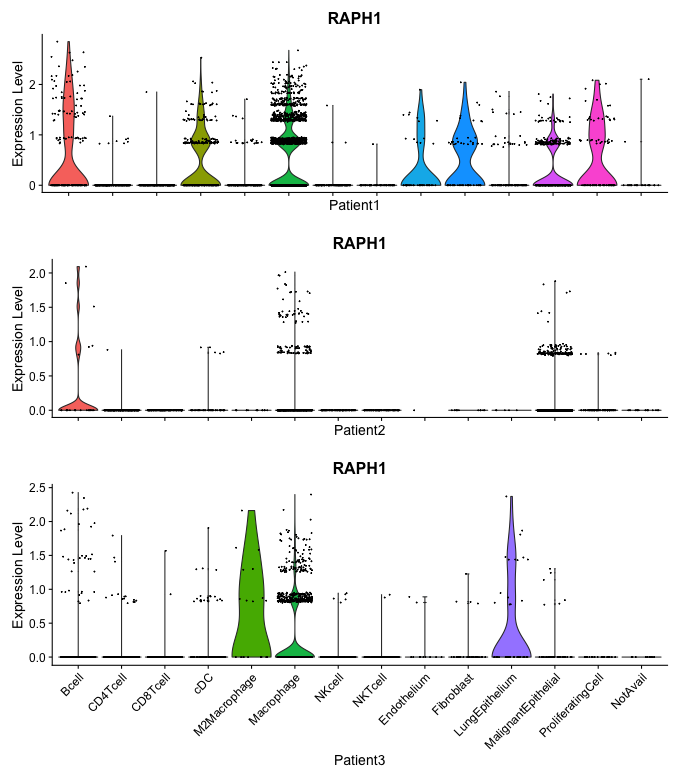 RAPH1
Expression Level
2
1
0
Patient1
RAPH1
Expression Level
2.0
1.5
1.0
0.5
0.0
Patient2
RAPH1
Expression Level
2.5
2.0
1.5
1.0
0.5
0.0
Bcell
CD4Tcell
CD8Tcell
cDC
M2Macrophage
Macrophage
NKcell
NKTcell
Endothelium
Fibroblast
LungEpithelium
MalignantEpithelial
ProliferatingCell
NotAvail
Patient3